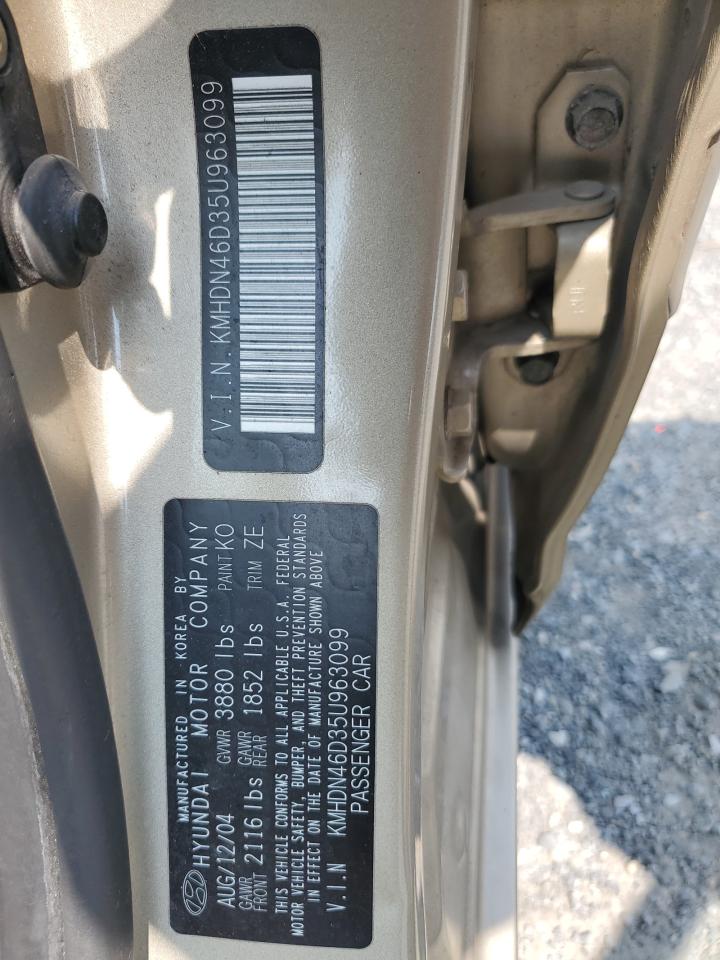 MANUFACTURED IN KOREA BY
HYUNDAI MOTOR COMPANY
AUG/12/04 GVWR 3880 lbs PAINT KO
GAWR FRONT 2116 lbs GAWR REAR 1852 lbs TRIM ZE
THIS VEHICLE CONFORMS TO ALL APPLICABLE U.S.A. FEDERAL
MOTOR VEHICLE SAFETY, BUMPER, AND THEFT PREVENTION STANDARDS
IN EFFECT ON THE DATE OF MANUFACTURE SHOWN ABOVE
V.I.N KMHDN46D35U963099
PASSENGER CAR
V.I.N. KMHDN46D35U963099